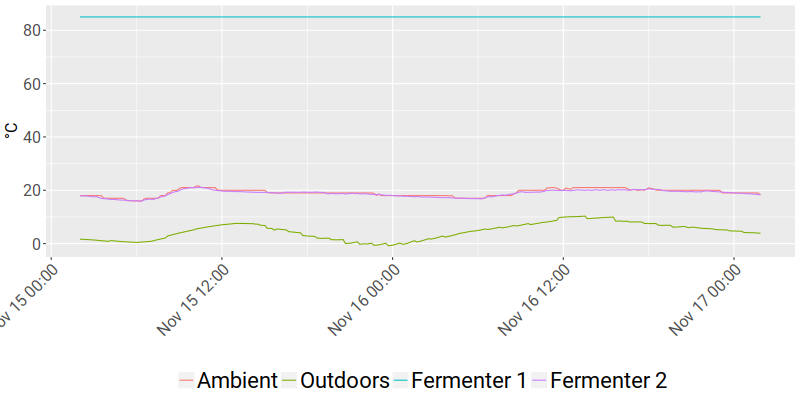 80
60
40
20
0
°C
ov 15 00:00
Nov 15 12:00
Nov 16 00:00
Nov 16 12:00
Nov 17 00:00
Ambient Outdoors Fermenter 1 Fermenter 2